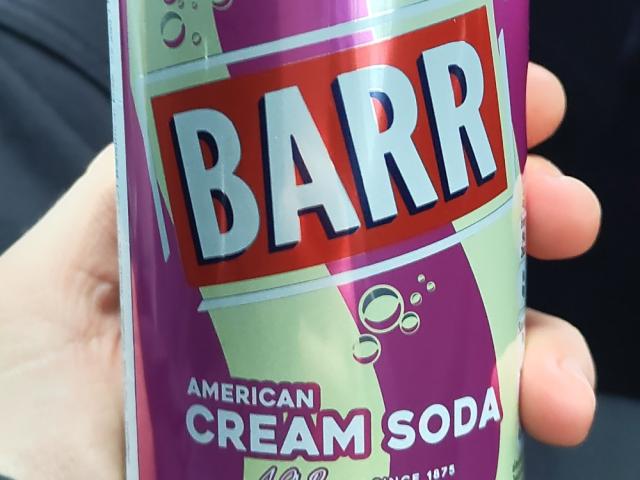 BARR
AMERICAN
CREAM SODA
SINCE 1875